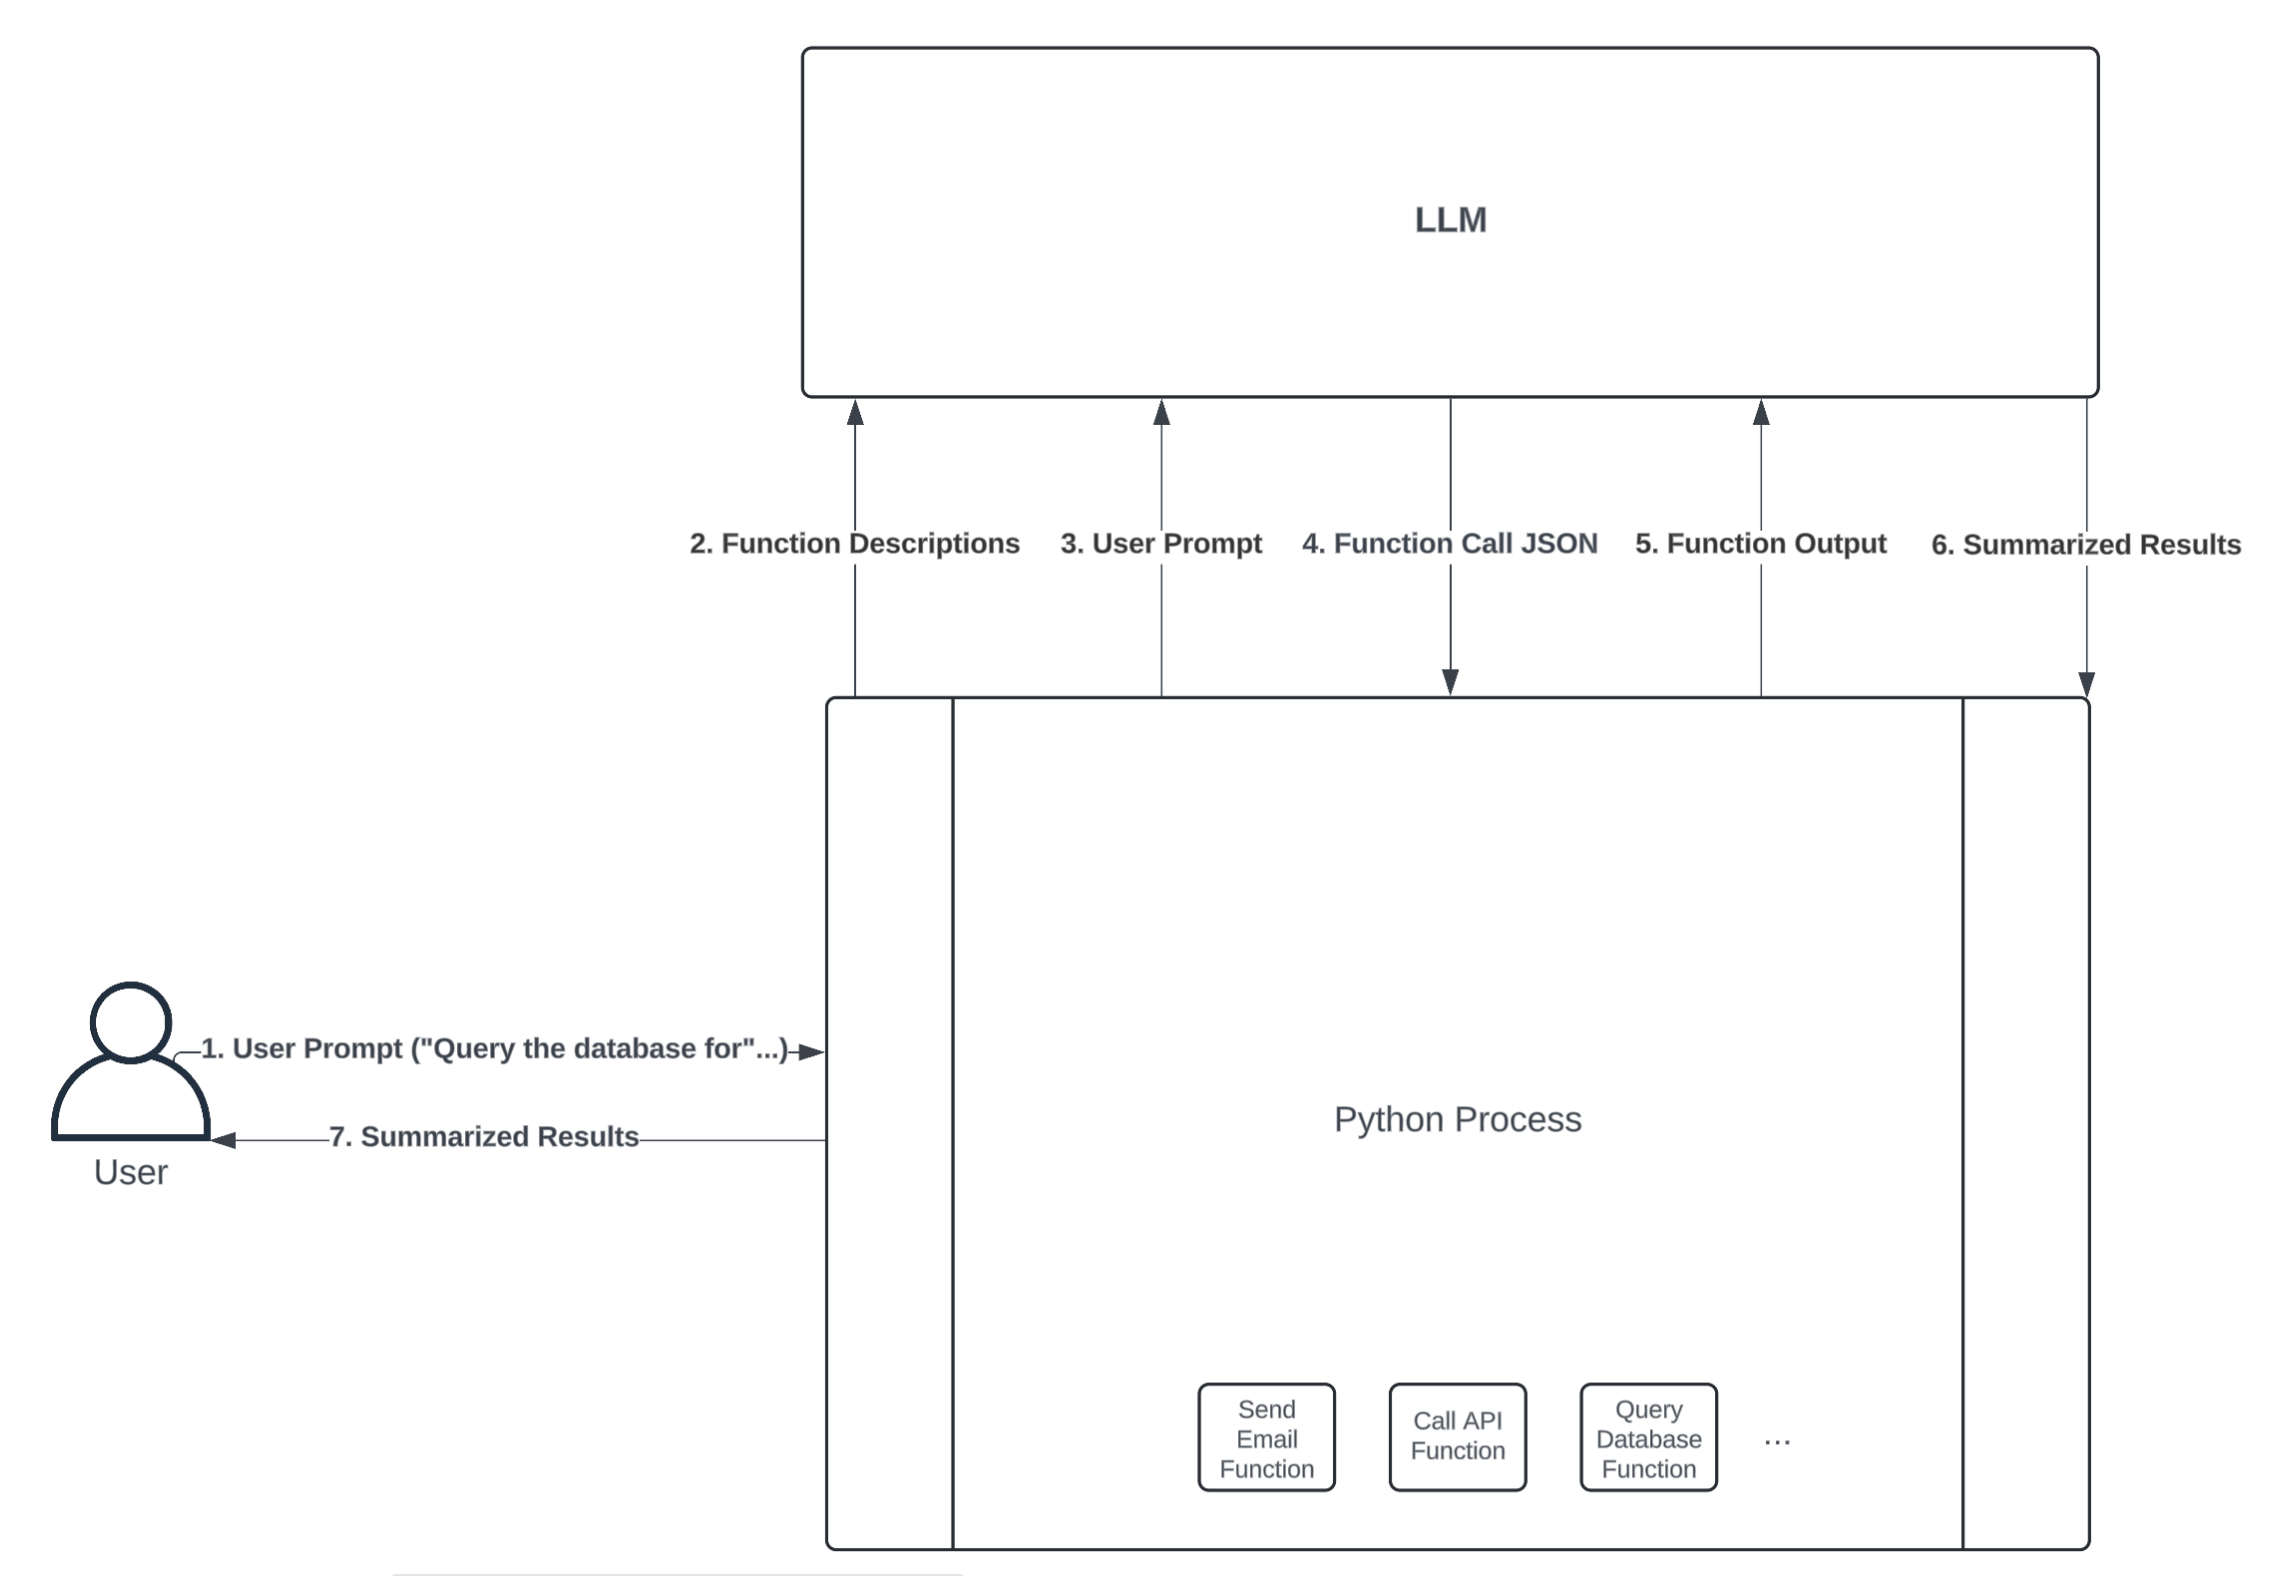 LLM
2. Function Descriptions
3. User Prompt
4. Function Call JSON
5. Function Output
6. Summarized Results
1. User Prompt ("Query the database for"...)
7. Summarized Results
User
Python Process
Send
Email
Function
Call API
Function
Query
Database
Function
...